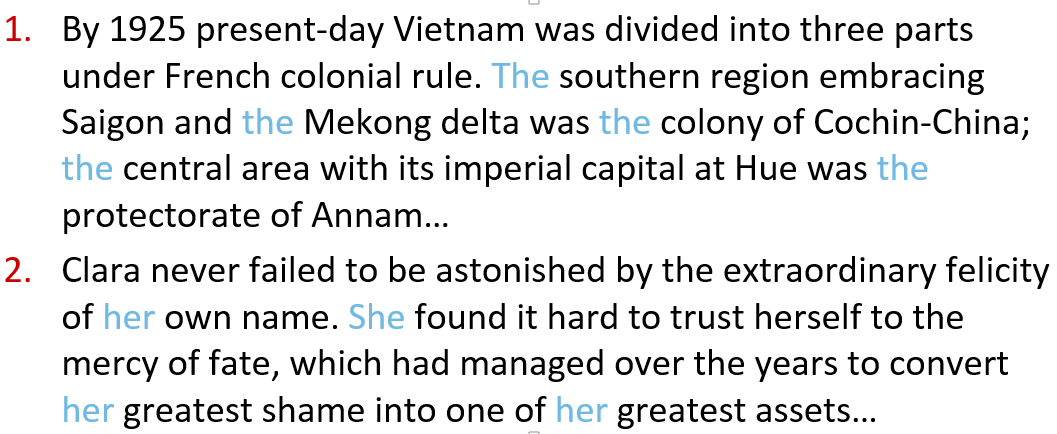 1. By 1925 present-day Vietnam was divided into three parts
under French colonial rule. The southern region embracing
Saigon and the Mekong delta was the colony of Cochin-China;
the central area with its imperial capital at Hue was the
protectorate of Annam...
2. Clara never failed to be astonished by the extraordinary felicity
of her own name. She found it hard to trust herself to the
mercy of fate, which had managed over the years to convert
her greatest shame into one of her greatest assets...